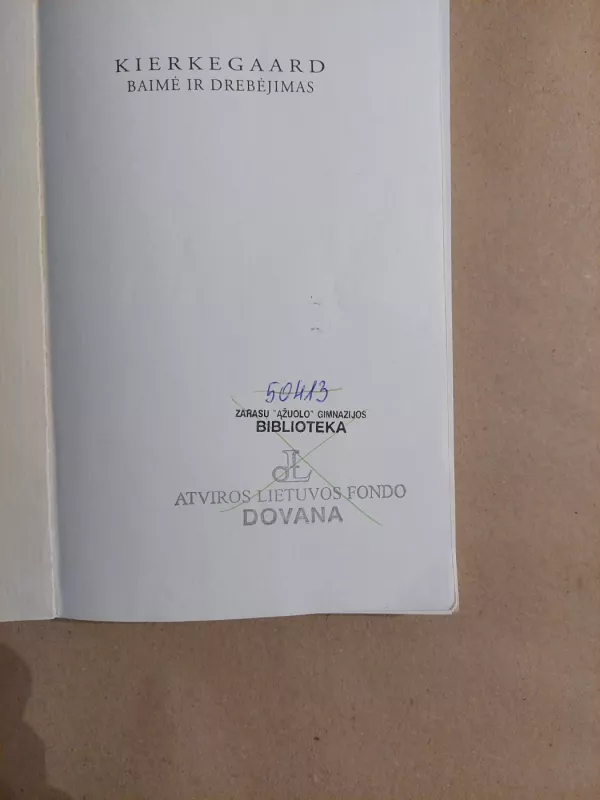 KIERKEGAARD
BAIMĖ IR DREBĖJIMAS
50413
ZARASŲ "ĄŽUOLO" GIMNAZIJOS
BIBLIOTEKA
ATVIROS LIETUVOS FONDO
DOVANA